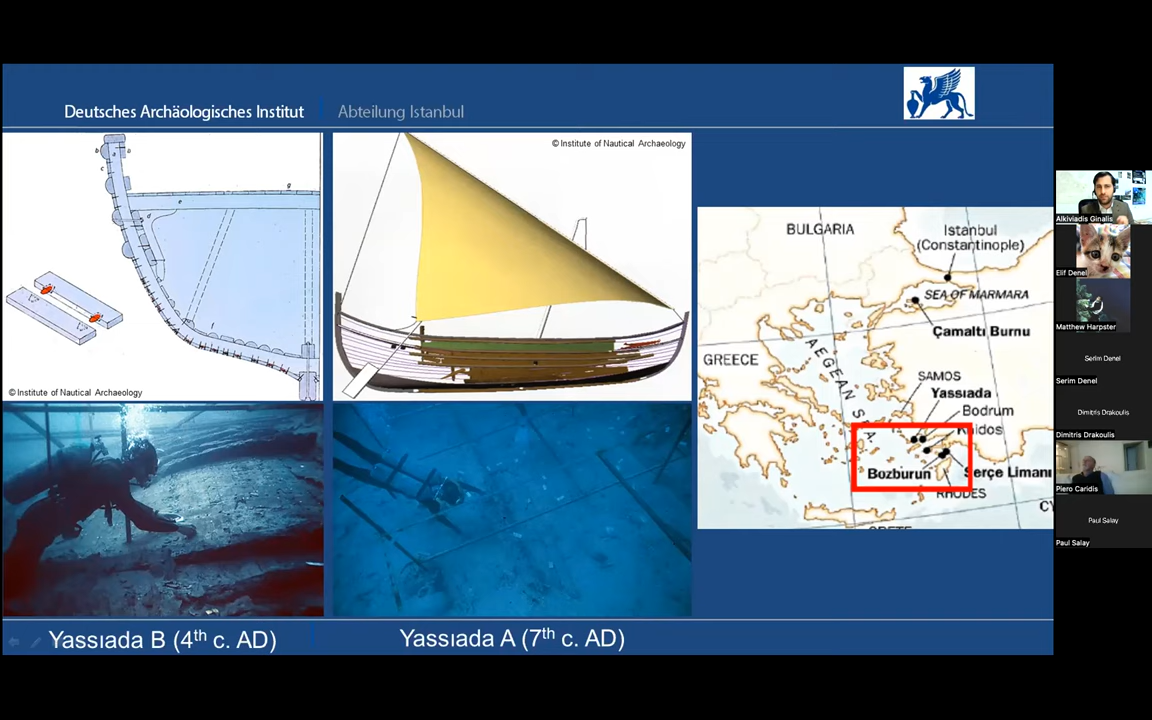 Deutsches Archäologisches Institut
Abteilung Istanbul
© Institute of Nautical Archaeology
© Institute of Nautical Archaeology
BULGARIA
Istanbul
(Constantinople)
SEA OF MARMARA
Çamaltı Burnu
GREECE
AEGEAN SEA
SAMOS
Yassıada
Bodrum
Knidos
Bozburun
Serçe Limanı
RHODES
CY
CRETE
Yassıada B (4th c. AD)
Yassıada A (7th c. AD)
Alkiviadis Ginalis
Elif Denel
Matthew Harpster
Serim Denel
Serim Denel
Dimitris Drakoulis
Dimitris Drakoulis
Piero Caridis
Paul Salay
Paul Salay